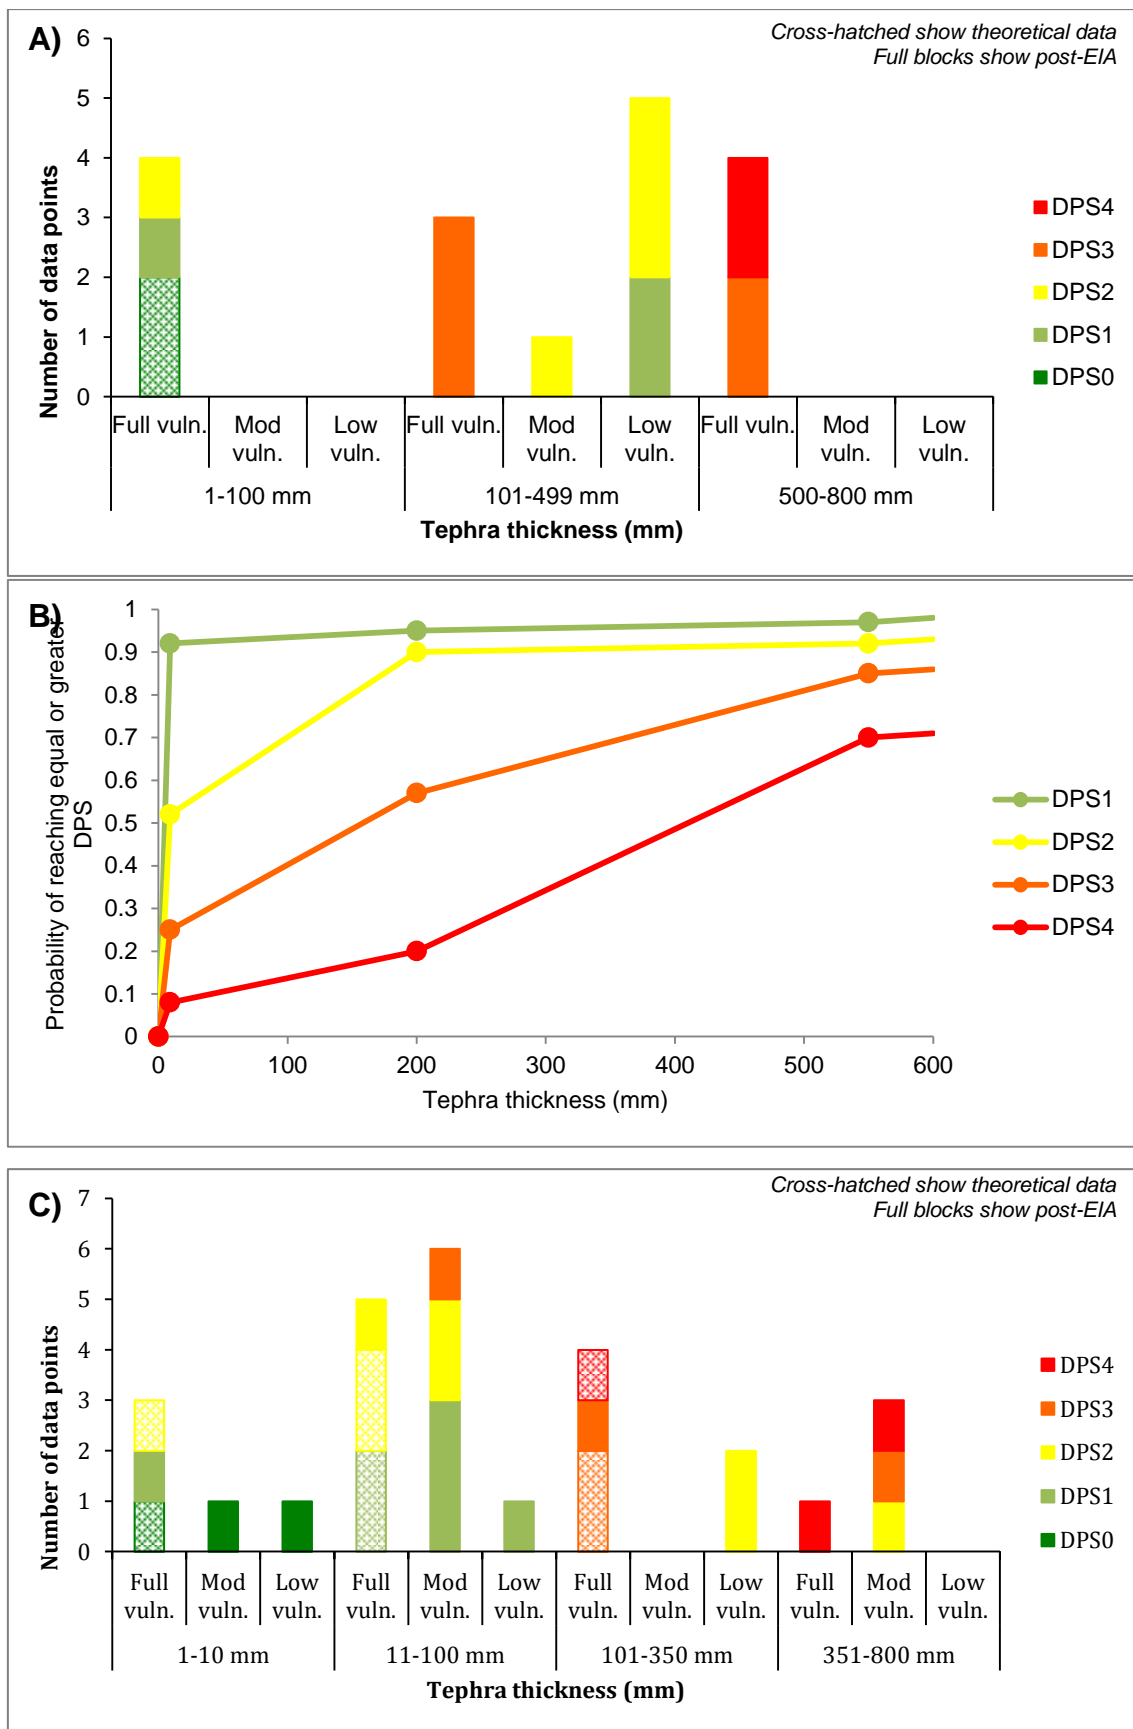 A)
Cross-hatched show theoretical data
Full blocks show post-EIA
6
5
4
3
2
1
0
Number of data points
Full vuln. Mod vuln. Low vuln. Full vuln. Mod vuln. Low vuln. Full vuln. Mod vuln. Low vuln.
1-100 mm 101-499 mm 500-800 mm
Tephra thickness (mm)
DPS4
DPS3
DPS2
DPS1
DPS0
B)
1
0.9
0.8
0.7
0.6
0.5
0.4
0.3
0.2
0.1
0
Probability of reaching equal or greater
DPS
0 100 200 300 400 500 600
Tephra thickness (mm)
DPS1
DPS2
DPS3
DPS4
C)
Cross-hatched show theoretical data
Full blocks show post-EIA
7
6
5
4
3
2
1
0
Number of data points
Full vuln. Mod vuln. Low vuln. Full vuln. Mod vuln. Low vuln. Full vuln. Mod vuln. Low vuln. Full vuln. Mod vuln. Low vuln.
1-10 mm 11-100 mm 101-350 mm 351-800 mm
Tephra thickness (mm)
DPS4
DPS3
DPS2
DPS1
DPS0